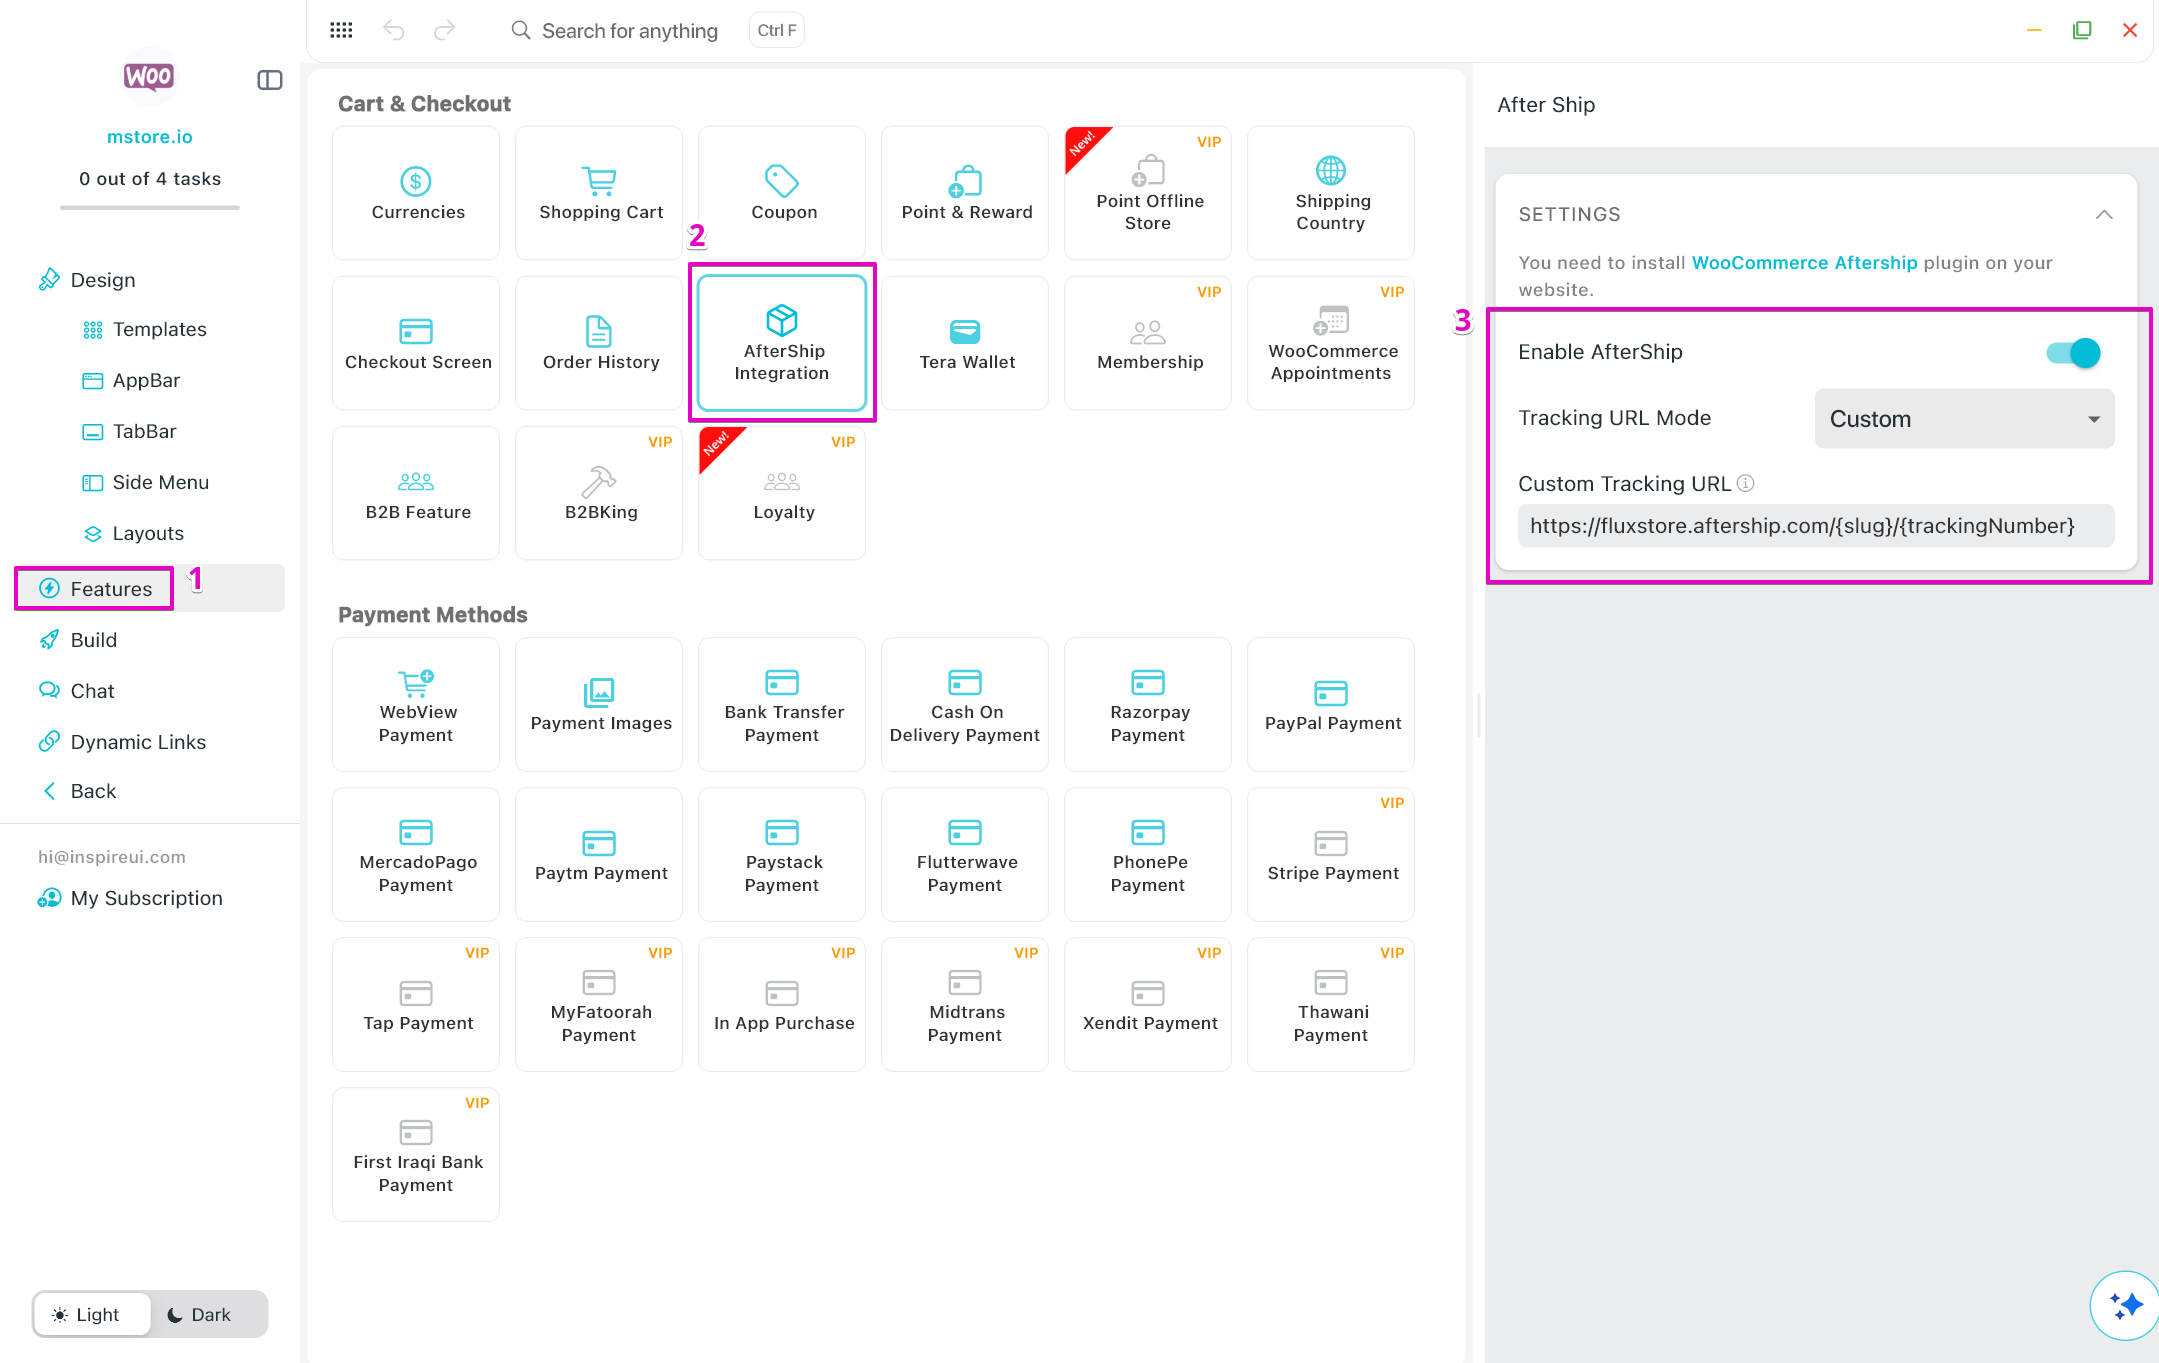 Search for anything
Ctrl F
WOO
mstore.io
0 out of 4 tasks
Design
Templates
AppBar
TabBar
Side Menu
Layouts
Features
1
Build
Chat
Dynamic Links
Back
hi@inspireui.com
My Subscription
Light
Dark
Cart & Checkout
Currencies
Shopping Cart
Coupon
Point & Reward
New!
VIP
Point Offline
Store
Shipping
Country
2
Checkout Screen
Order History
AfterShip
Integration
Tera Wallet
VIP
Membership
VIP
WooCommerce
Appointments
B2B Feature
VIP
B2BKing
New!
VIP
Loyalty
Payment Methods
WebView
Payment
Payment Images
Bank Transfer
Payment
Cash On
Delivery Payment
Razorpay
Payment
PayPal Payment
MercadoPago
Payment
Paytm Payment
Paystack
Payment
Flutterwave
Payment
PhonePe
Payment
VIP
Stripe Payment
VIP
Tap Payment
VIP
MyFatoorah
Payment
VIP
In App Purchase
VIP
Midtrans
Payment
VIP
Xendit Payment
VIP
Thawani
Payment
VIP
First Iraqi Bank
Payment
After Ship
SETTINGS
You need to install WooCommerce Aftership plugin on your
website.
3
Enable AfterShip
Tracking URL Mode
Custom
Custom Tracking URL
https://fluxstore.aftership.com/{slug}/{trackingNumber}